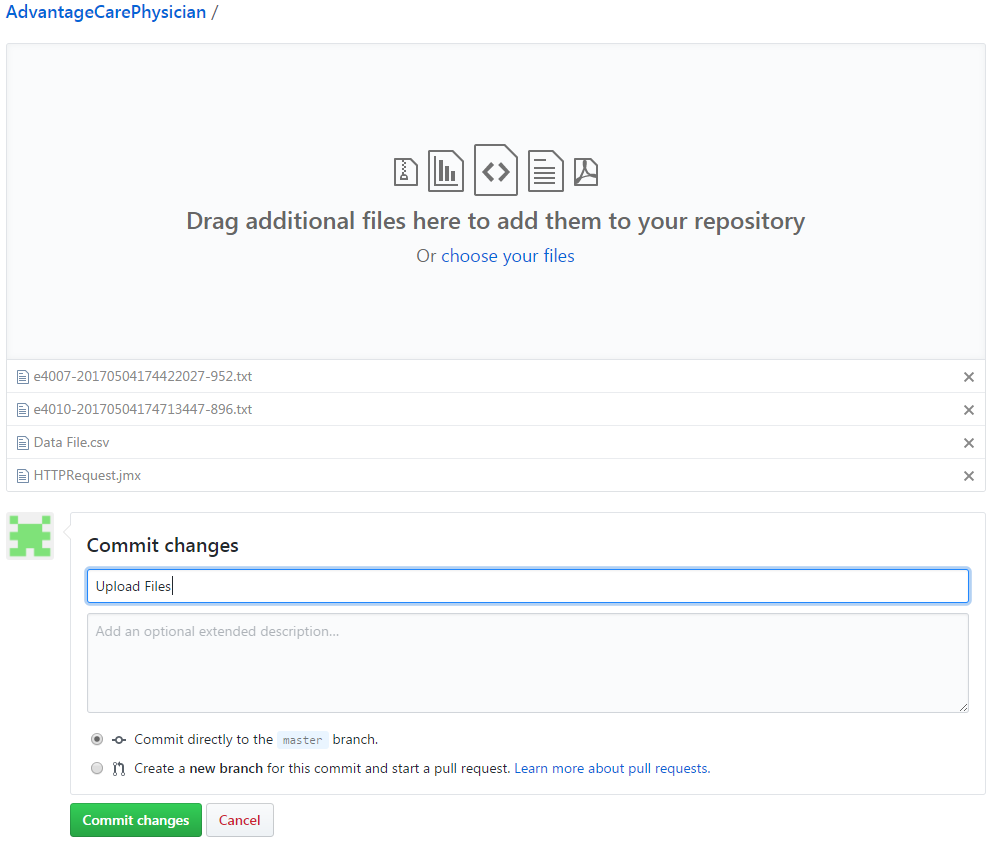 AdvantageCarePhysician /
Drag additional files here to add them to your repository
Or choose your files
e4007-20170504174422027-952.txt
e4010-20170504174713447-896.txt
Data File.csv
HTTPRequest.jmx
Commit changes
Upload Files
Add an optional extended description...
Commit directly to the master branch.
Create a new branch for this commit and start a pull request. Learn more about pull requests.
Commit changes Cancel